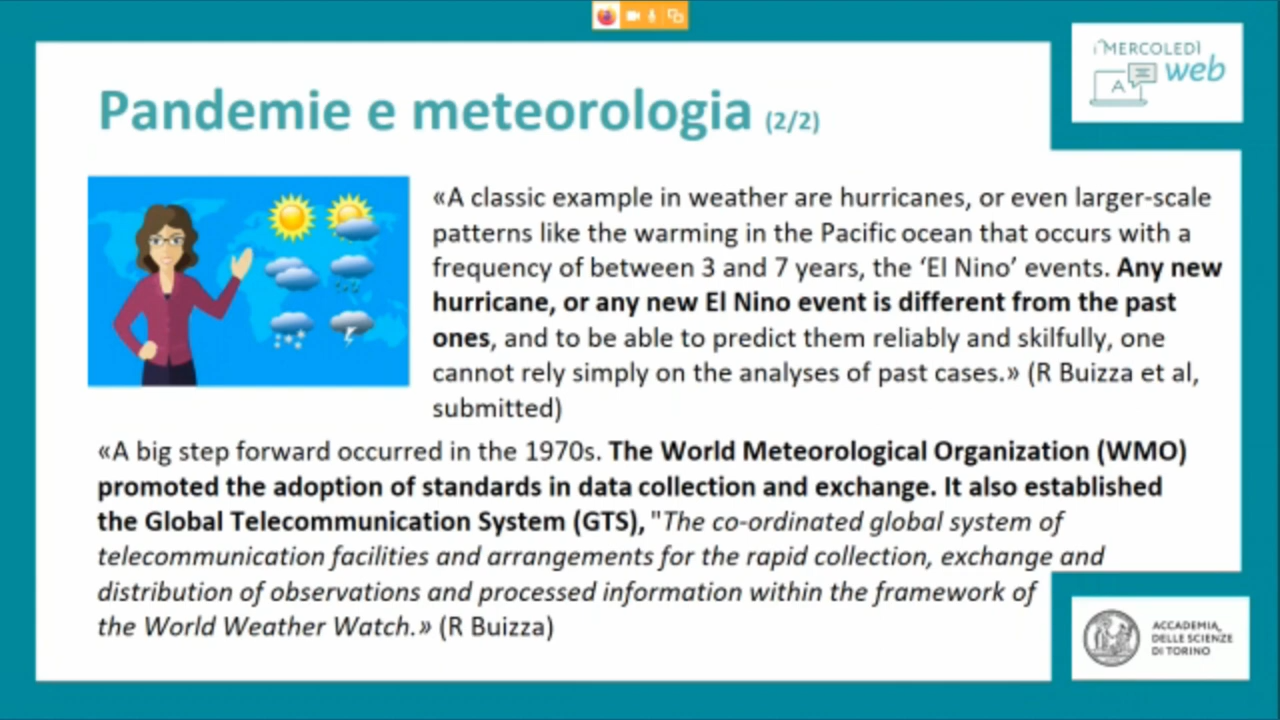 i MERCOLEDÌ
web
A
Pandemie e meteorologia (2/2)
«A classic example in weather are hurricanes, or even larger-scale
patterns like the warming in the Pacific ocean that occurs with a
frequency of between 3 and 7 years, the ‘El Nino’ events. Any new
hurricane, or any new El Nino event is different from the past
ones, and to be able to predict them reliably and skilfully, one
cannot rely simply on the analyses of past cases.» (R Buizza et al,
submitted)
«A big step forward occurred in the 1970s. The World Meteorological Organization (WMO)
promoted the adoption of standards in data collection and exchange. It also established
the Global Telecommunication System (GTS), "The co-ordinated global system of
telecommunication facilities and arrangements for the rapid collection, exchange and
distribution of observations and processed information within the framework of
the World Weather Watch.» (R Buizza)
ACCADEMIA
DELLE SCIENZE
DI TORINO